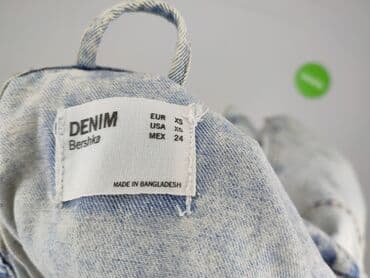 DENIM
Bershka
EUR XS
USA XS
MEX 24
MADE IN BANGLADESH